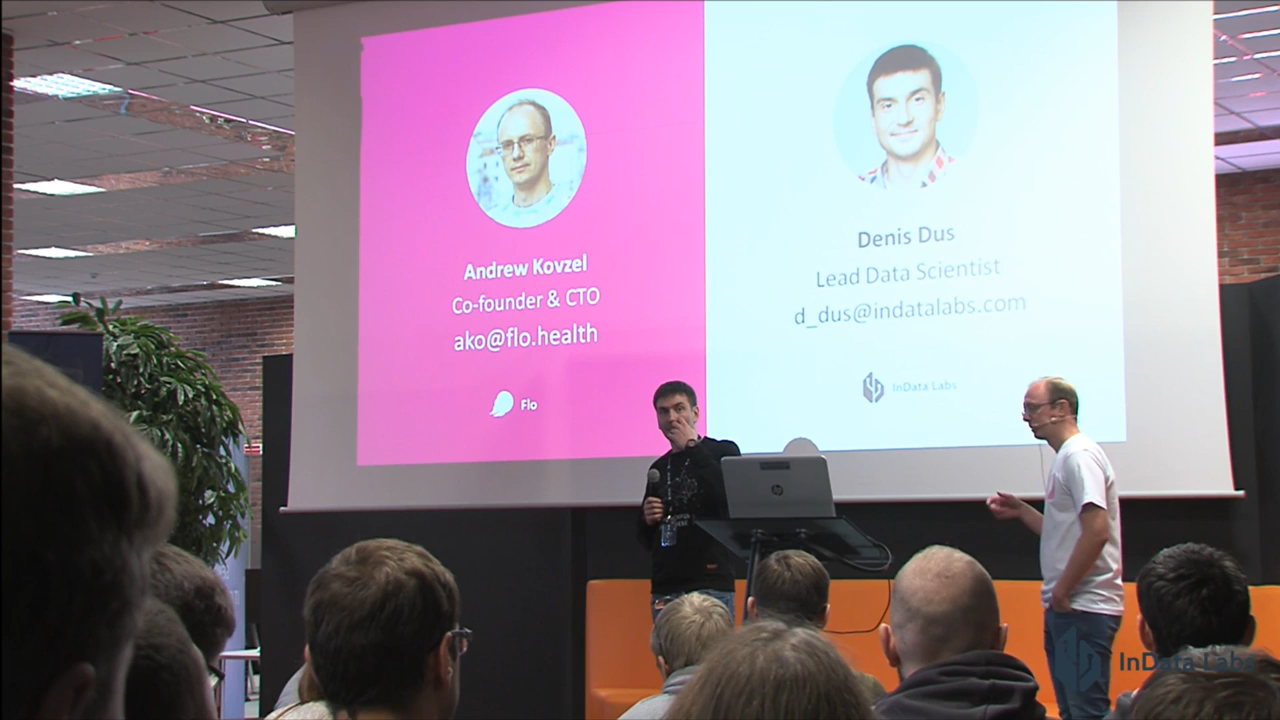 Andrew Kovzel
Co-founder & CTO
ako@flo.health
Flo
Denis Dus
Lead Data Scientist
d_dus@indatalabs.com
InData Labs
hp
InData Labs